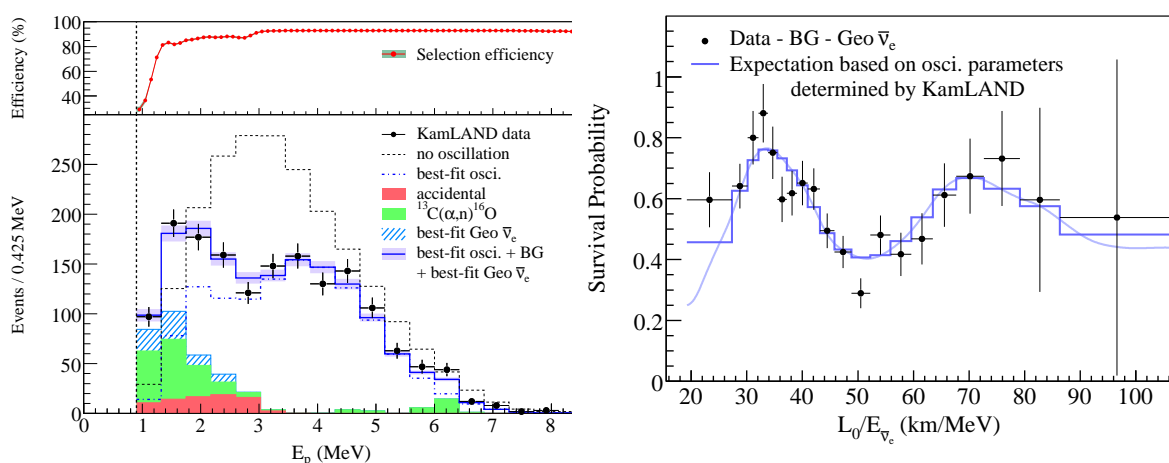 Efficiency (%)
100
80
60
40
Selection efficiency
Events / 0.425 MeV
250
200
150
100
50
0
KamLAND data
no oscillation
best-fit osci.
accidental
¹³C(α,n)¹⁶O
best-fit Geo ν̅ₑ
best-fit osci. + BG
+ best-fit Geo ν̅ₑ
0 1 2 3 4 5 6 7 8
Eₚ (MeV)
Survival Probability
1
0.8
0.6
0.4
0.2
0
Data - BG - Geo ν̅ₑ
Expectation based on osci. parameters
determined by KamLAND
20 30 40 50 60 70 80 90 100
L₀/E_ν̅ₑ (km/MeV)